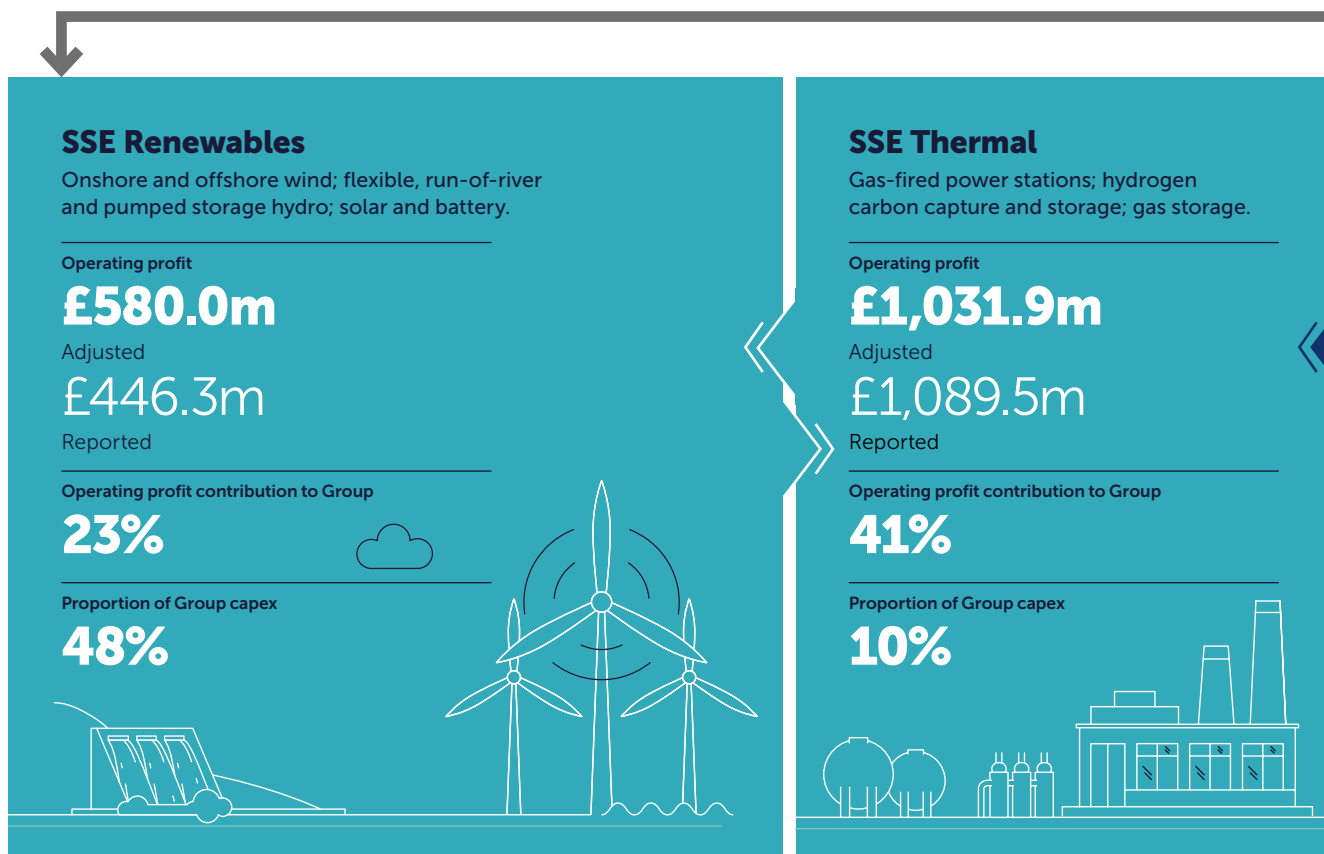 SSE Renewables
Onshore and offshore wind; flexible, run-of-river
and pumped storage hydro; solar and battery.
Operating profit
£580.0m
Adjusted
£446.3m
Reported
Operating profit contribution to Group
23%
Proportion of Group capex
48%
SSE Thermal
Gas-fired power stations; hydrogen
carbon capture and storage; gas storage.
Operating profit
£1,031.9m
Adjusted
£1,089.5m
Reported
Operating profit contribution to Group
41%
Proportion of Group capex
10%